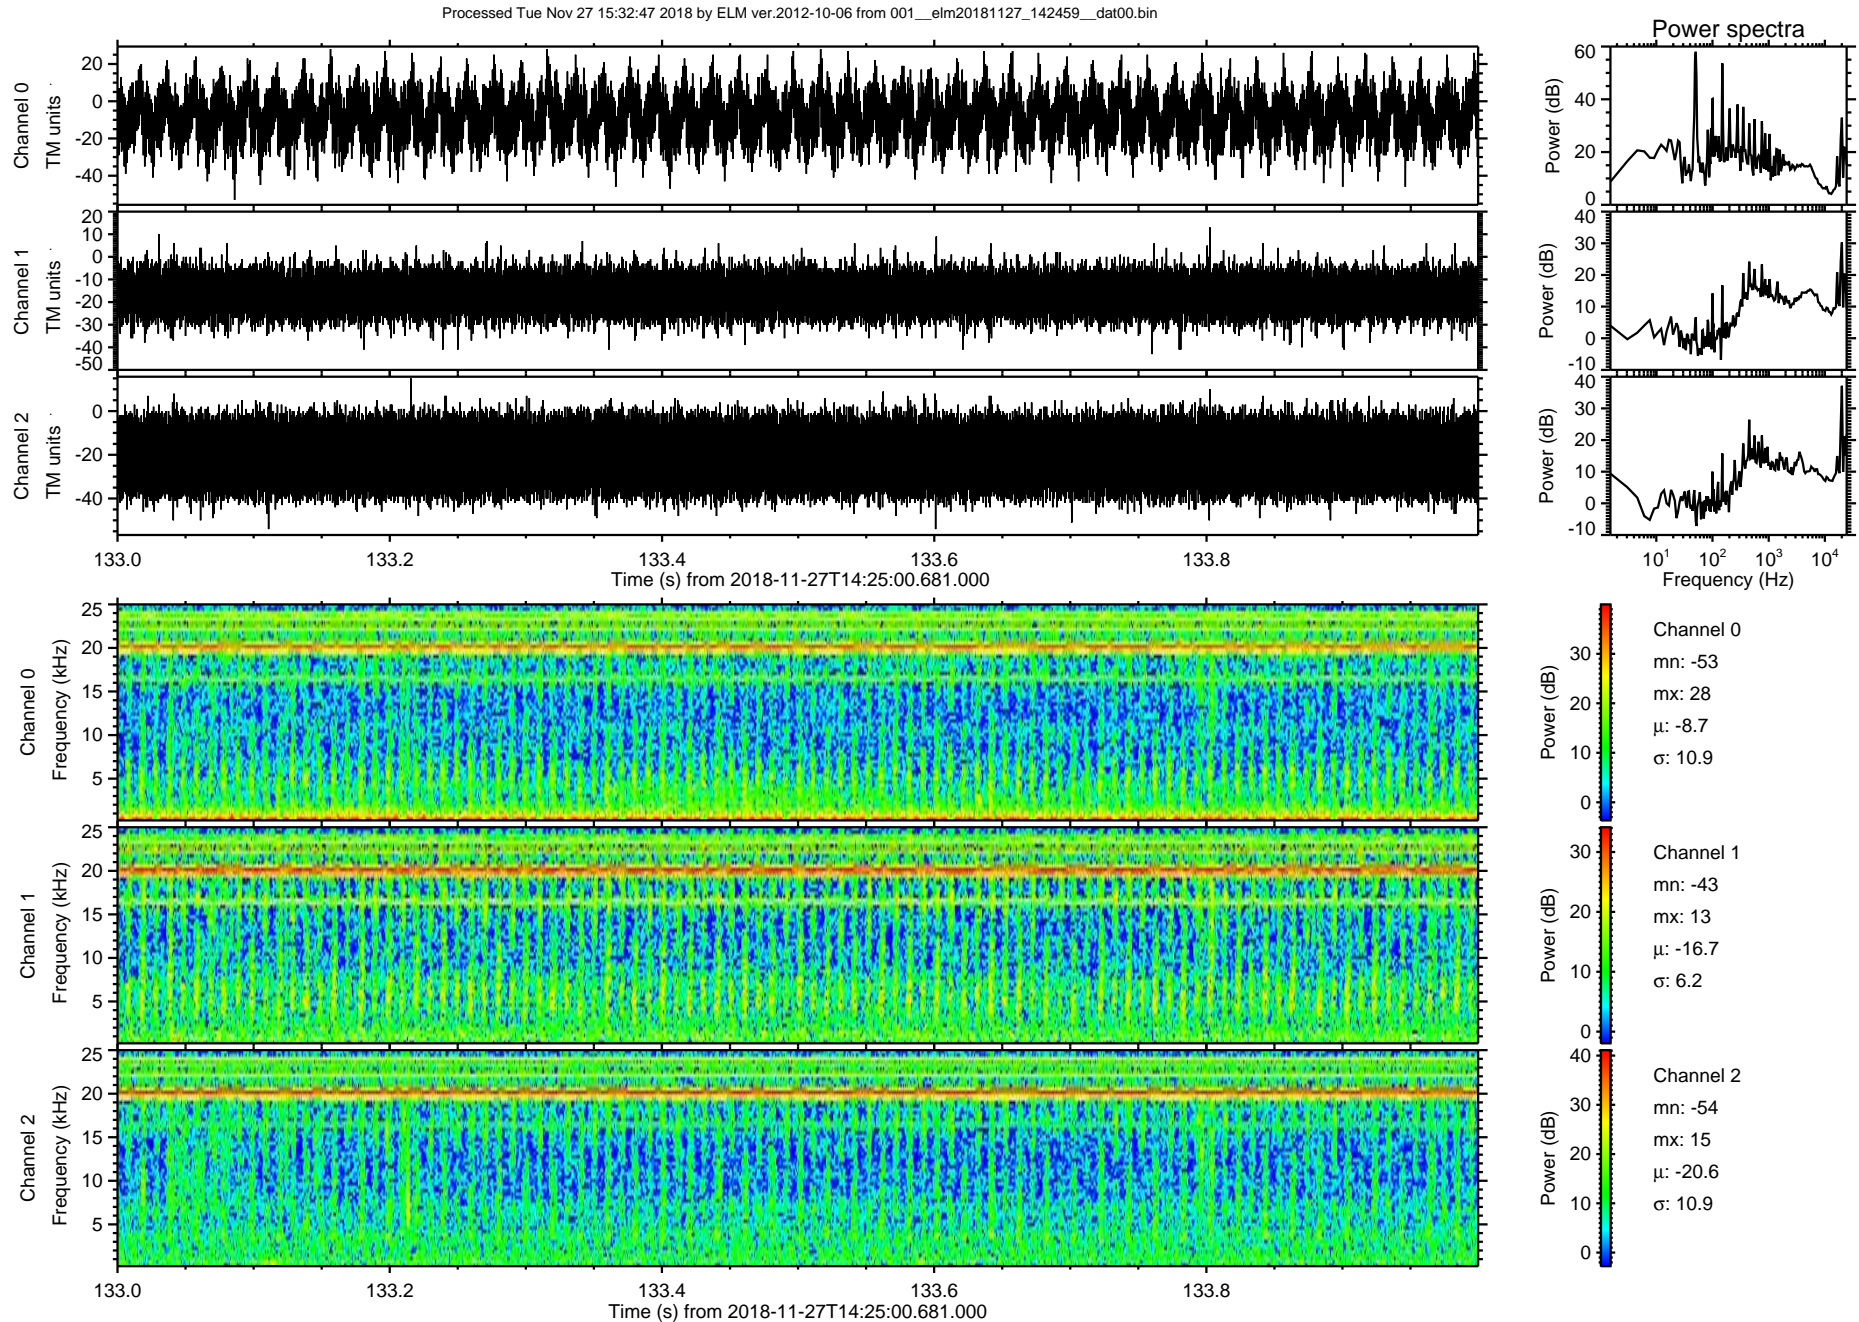 Processed Tue Nov 27 15:32:47 2018 by ELM ver.2012-10-06 from 001__elm20181127_142459__dat00.bin
Power spectra
Channel 0
TM units
20
0
-20
-40
Power (dB)
60
40
20
0
Channel 1
TM units
20
10
0
-10
-20
-30
-40
-50
Power (dB)
40
30
20
10
0
-10
Channel 2
TM units
0
-20
-40
Power (dB)
40
30
20
10
0
-10
133.0 133.2 133.4 133.6 133.8
Time (s) from 2018-11-27T14:25:00.681.000
10¹ 10² 10³ 10⁴
Frequency (Hz)
Channel 0
Frequency (kHz)
25
20
15
10
5
Power (dB)
30
20
10
0
Channel 0
mn: -53
mx: 28
μ: -8.7
σ: 10.9
Channel 1
Frequency (kHz)
25
20
15
10
5
Power (dB)
30
20
10
0
Channel 1
mn: -43
mx: 13
μ: -16.7
σ: 6.2
Channel 2
Frequency (kHz)
25
20
15
10
5
Power (dB)
40
30
20
10
0
Channel 2
mn: -54
mx: 15
μ: -20.6
σ: 10.9
133.0 133.2 133.4 133.6 133.8
Time (s) from 2018-11-27T14:25:00.681.000